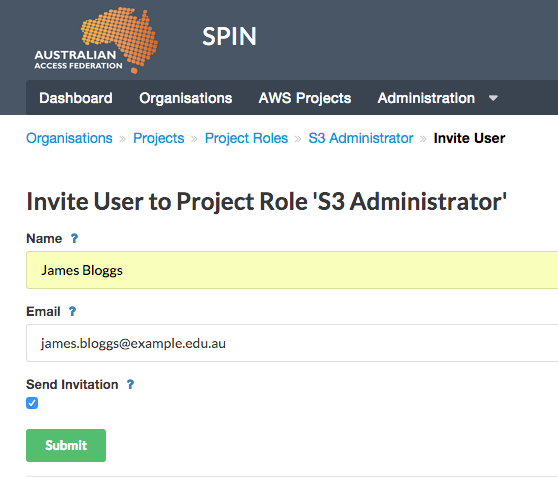 AUSTRALIAN
ACCESS FEDERATION
SPIN
Dashboard Organisations AWS Projects Administration
Organisations » Projects » Project Roles » S3 Administrator » Invite User
Invite User to Project Role 'S3 Administrator'
Name ?
James Bloggs
Email ?
james.bloggs@example.edu.au
Send Invitation ?
Submit